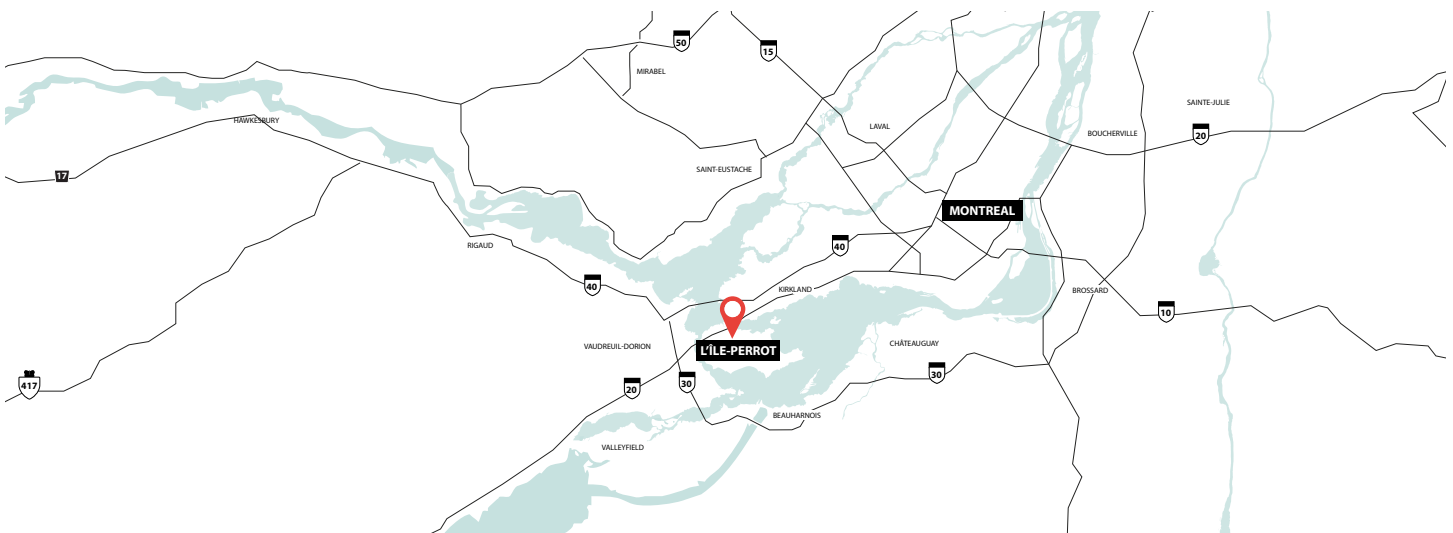 50
15
MIRABEL
SAINTE-JULIE
HAWKESBURY
LAVAL
BOUCHERVILLE
20
SAINT-EUSTACHE
17
MONTREAL
RIGAUD
40
40
KIRKLAND
BROSSARD
10
VAUDREUIL-DORION
L'ÎLE-PERROT
CHÂTEAUGUAY
417
20
30
30
BEAUHARNOIS
VALLEYFIELD